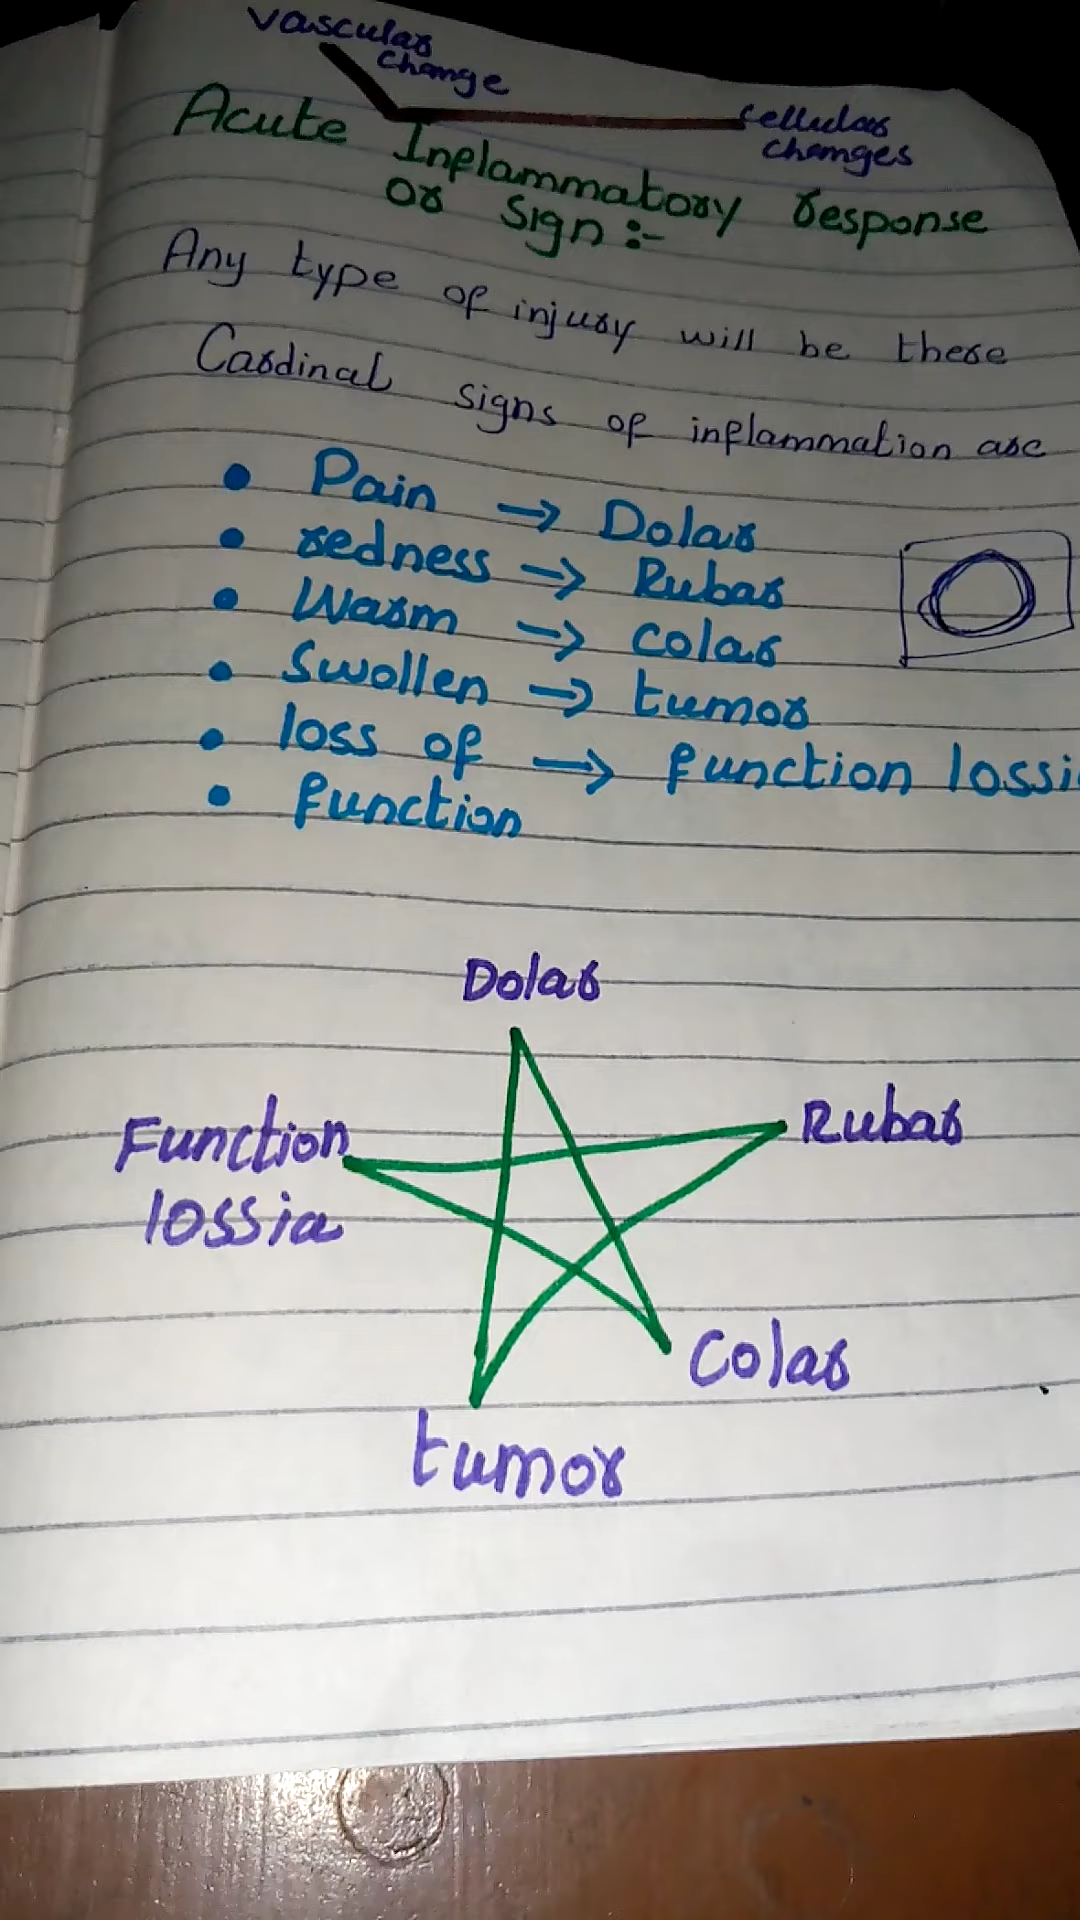 Vascular
change
cellular
changes
Acute Inflammatory response
or Sign :-
Any type of injury will be there
Cardinal signs of inflammation are
• Pain → Dolar
• redness → Rubar
• Warm → colar
• Swollen → tumor
• loss of → function lossi
• function
Dolar
Rubar
Function
lossia
Colar
tumor